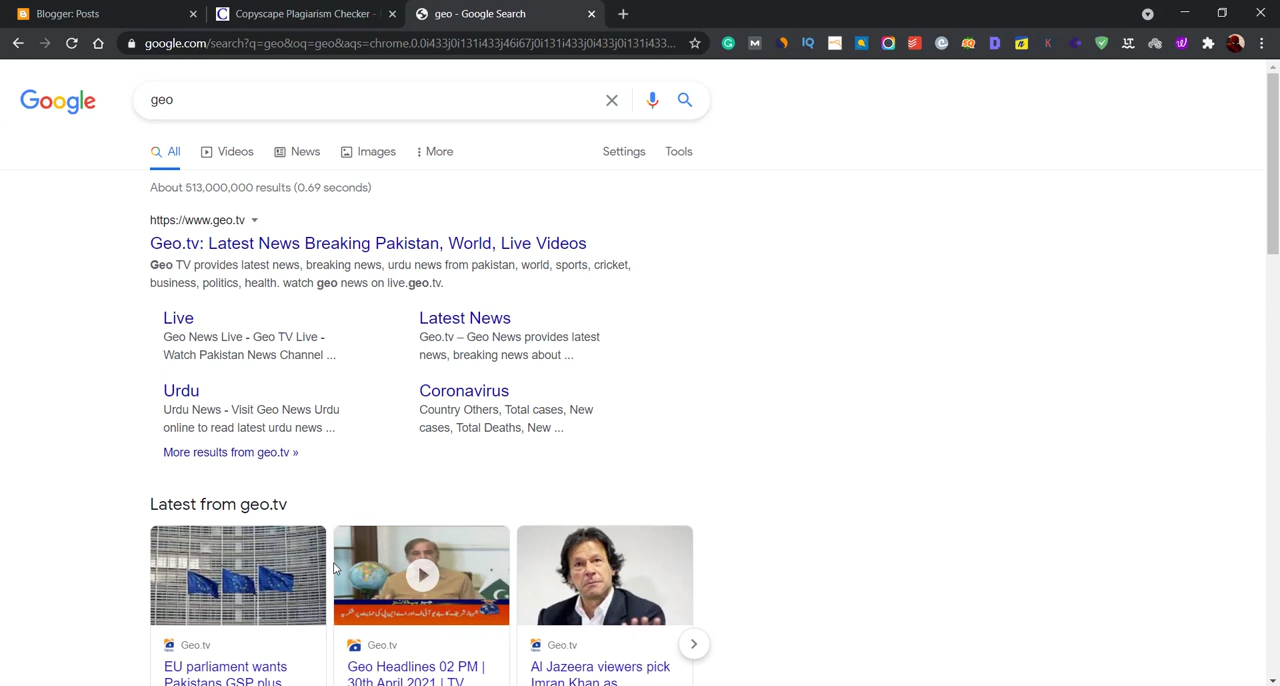 Blogger: Posts
Copyscape Plagiarism Checker -
geo - Google Search
google.com/search?q=geo&oq=geo&aqs=chrome.0.0i433j0i131i433j46i67j0i131i433j0i433j0i131i433...
Google
geo
All
Videos
News
Images
More
Settings
Tools
About 513,000,000 results (0.69 seconds)
https://www.geo.tv
Geo.tv: Latest News Breaking Pakistan, World, Live Videos
Geo TV provides latest news, breaking news, urdu news from pakistan, world, sports, cricket,
business, politics, health. watch geo news on live.geo.tv.
Live
Geo News Live - Geo TV Live -
Watch Pakistan News Channel ...
Latest News
Geo.tv – Geo News provides latest
news, breaking news about ...
Urdu
Urdu News - Visit Geo News Urdu
online to read latest urdu news ...
Coronavirus
Country Others, Total cases, New
cases, Total Deaths, New ...
More results from geo.tv »
Latest from geo.tv
Geo.tv
EU parliament wants
Pakistans GSP plus
Geo.tv
Geo Headlines 02 PM |
30th April 2021 | TV
Geo.tv
Al Jazeera viewers pick
Imran Khan as